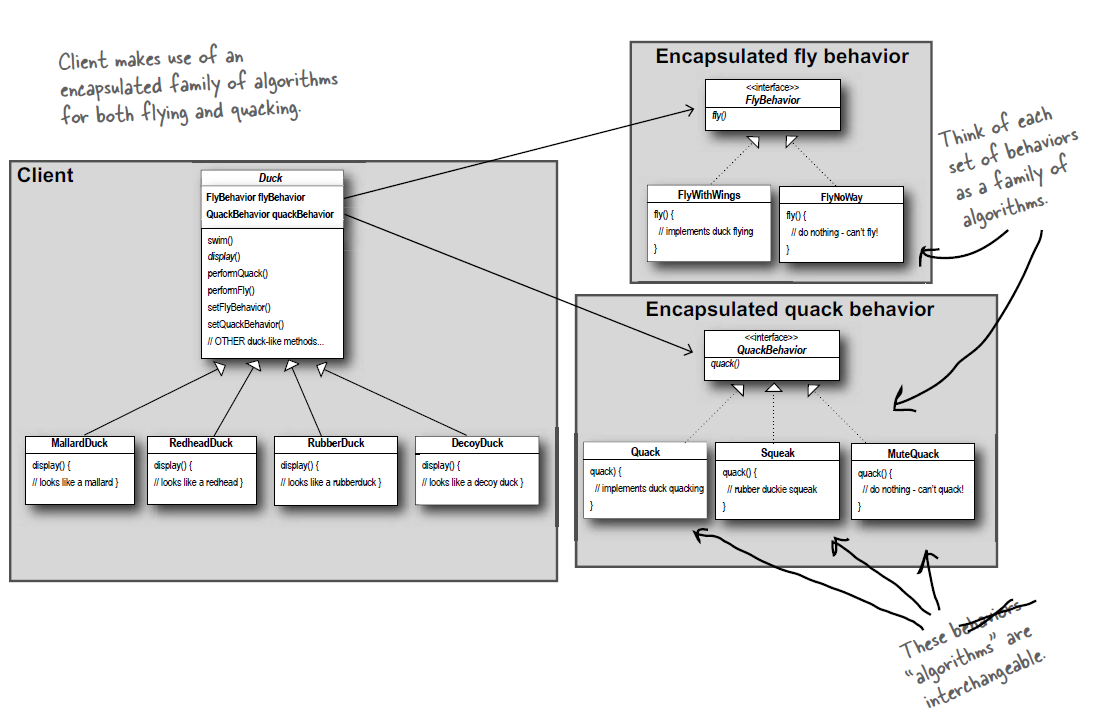 Client makes use of an
encapsulated family of algorithms
for both flying and quacking.
Client
Duck
FlyBehavior flyBehavior
QuackBehavior quackBehavior
swim()
display()
performQuack()
performFly()
setFlyBehavior()
setQuackBehavior()
// OTHER duck-like methods...
MallardDuck
display() {
// looks like a mallard }
RedheadDuck
display() {
// looks like a redhead }
RubberDuck
display() {
// looks like a rubberduck }
DecoyDuck
display() {
// looks like a decoy duck }
Encapsulated fly behavior
<<interface>>
FlyBehavior
fly()
FlyWithWings
fly() {
// implements duck flying
}
FlyNoWay
fly() {
// do nothing - can't fly!
}
Think of each
set of behaviors
as a family of
algorithms.
Encapsulated quack behavior
<<interface>>
QuackBehavior
quack()
Quack
quack) {
// implements duck quacking
}
Squeak
quack() {
// rubber duckie squeak
}
MuteQuack
quack() {
// do nothing - can't quack!
}
These behaviors
“algorithms” are
interchangeable.